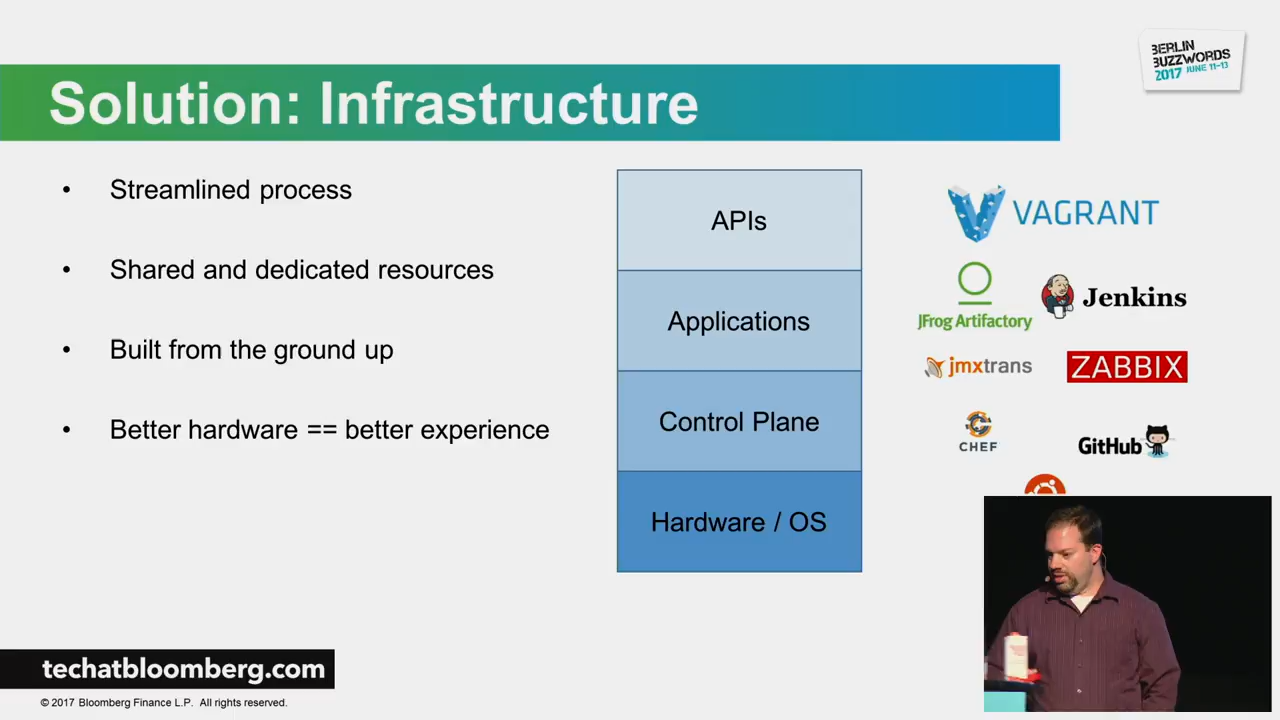 BERLIN
BUZZWORDS
2017 JUNE 11-13
Solution: Infrastructure
• Streamlined process
• Shared and dedicated resources
• Built from the ground up
• Better hardware == better experience
APIs
Applications
Control Plane
Hardware / OS
VAGRANT
JFrog Artifactory
Jenkins
jmxtrans
ZABBIX
CHEF
GitHub
techatbloomberg.com
© 2017 Bloomberg Finance L.P. All rights reserved.